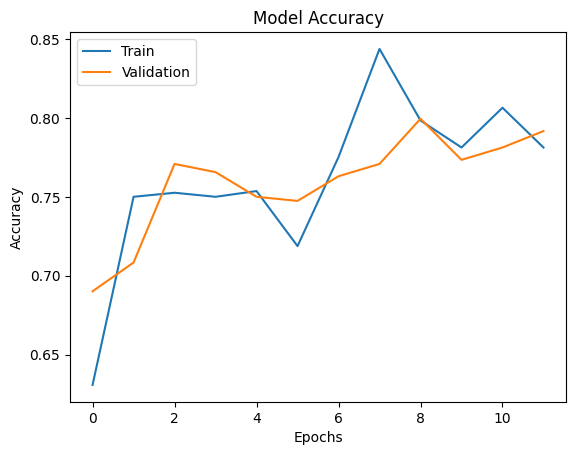 Model Accuracy
Train
Validation
Accuracy
0.85
0.80
0.75
0.70
0.65
0 2 4 6 8 10
Epochs